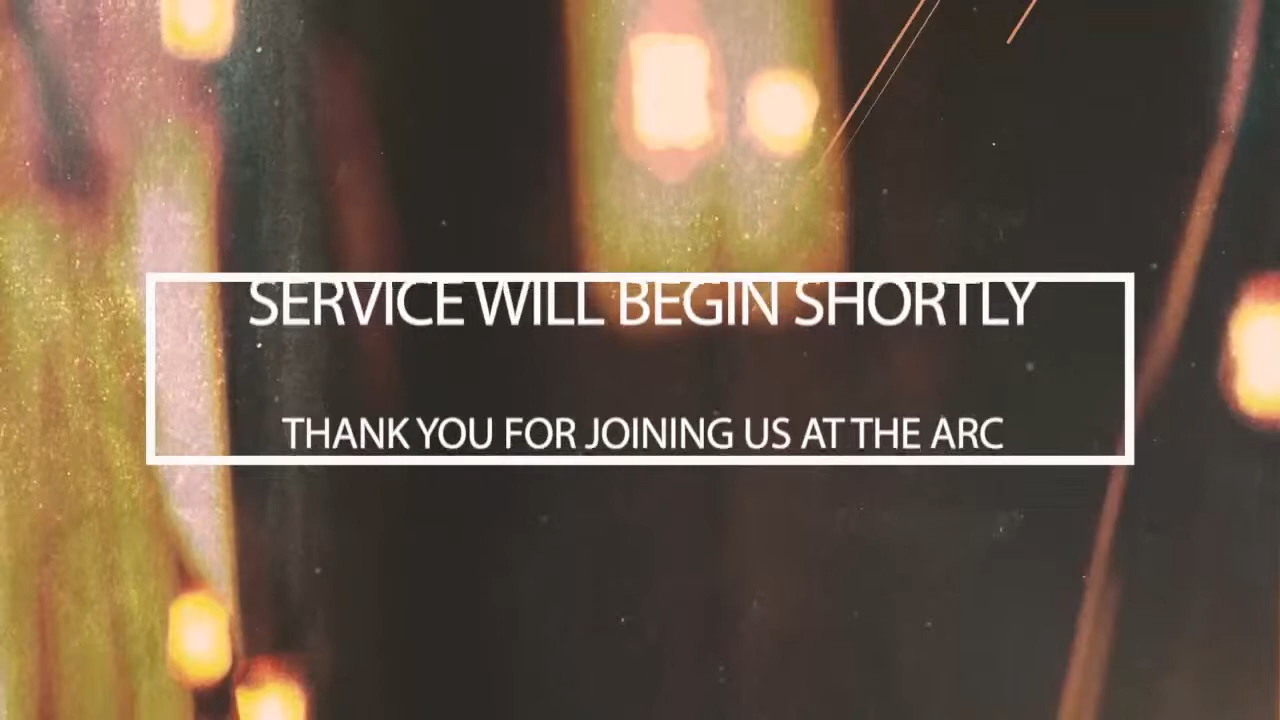 SERVICE WILL BEGIN SHORTLY
THANK YOU FOR JOINING US AT THE ARC